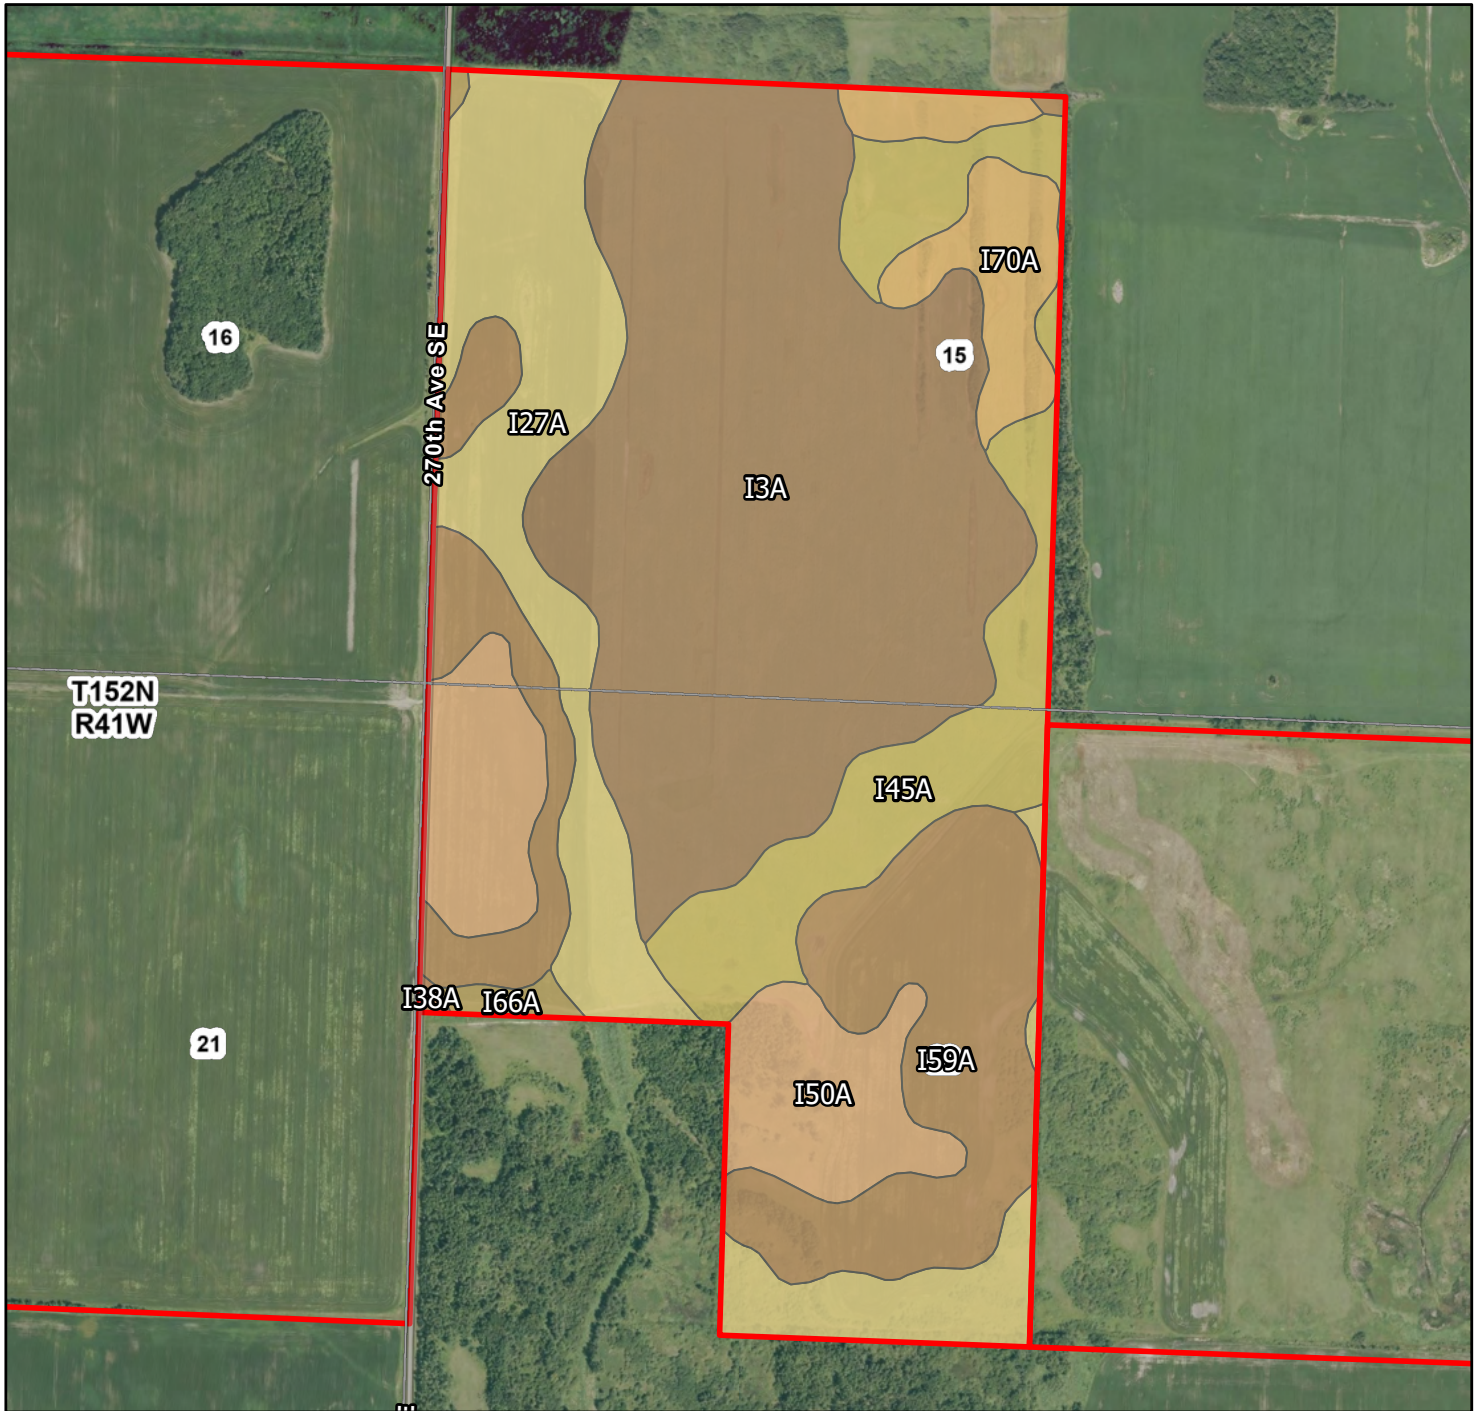 I70A
16
15
270th Ave SE
I27A
I3A
T152N
R41W
I45A
I38A
I66A
21
I59A
I50A
E